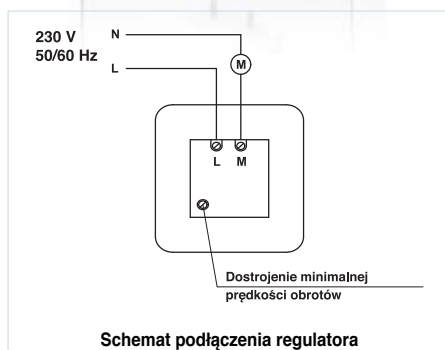 230 V
50/60 Hz
N
L
M
L M
Dostrojenie minimalnej
prędkości obrotów
Schemat podłączenia regulatora